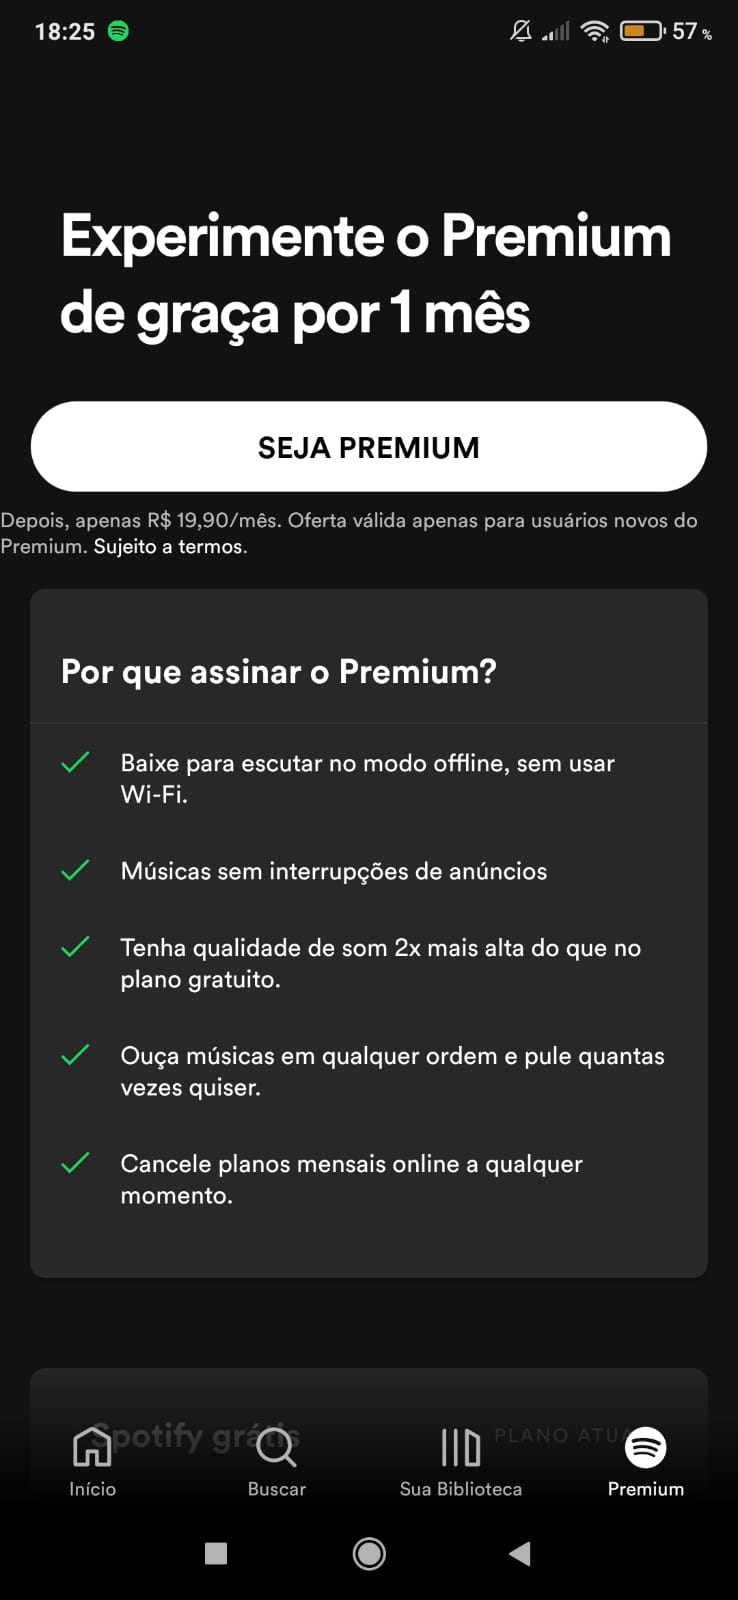 18:25
57 %
Experimente o Premium
de graça por 1 mês
SEJA PREMIUM
Depois, apenas R$ 19,90/mês. Oferta válida apenas para usuários novos do
Premium. Sujeito a termos.
Por que assinar o Premium?
Baixe para escutar no modo offline, sem usar
Wi-Fi.
Músicas sem interrupções de anúncios
Tenha qualidade de som 2x mais alta do que no
plano gratuito.
Ouça músicas em qualquer ordem e pule quantas
vezes quiser.
Cancele planos mensais online a qualquer
momento.
Spotify grátis
PLANO ATUA
Início
Buscar
Sua Biblioteca
Premium